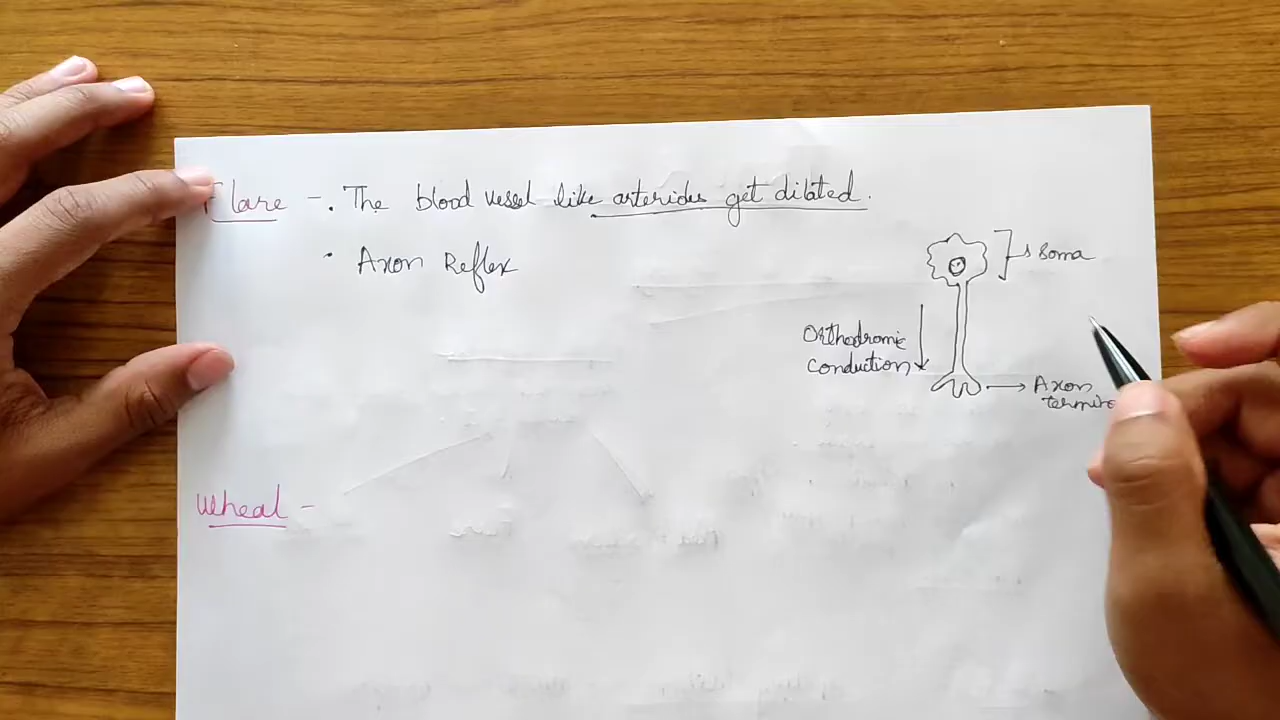 Flare - . The blood vessel like arterioles get dilated.
· Axon Reflex
Soma
Orthodromic
conduction
Axon
Wheal -